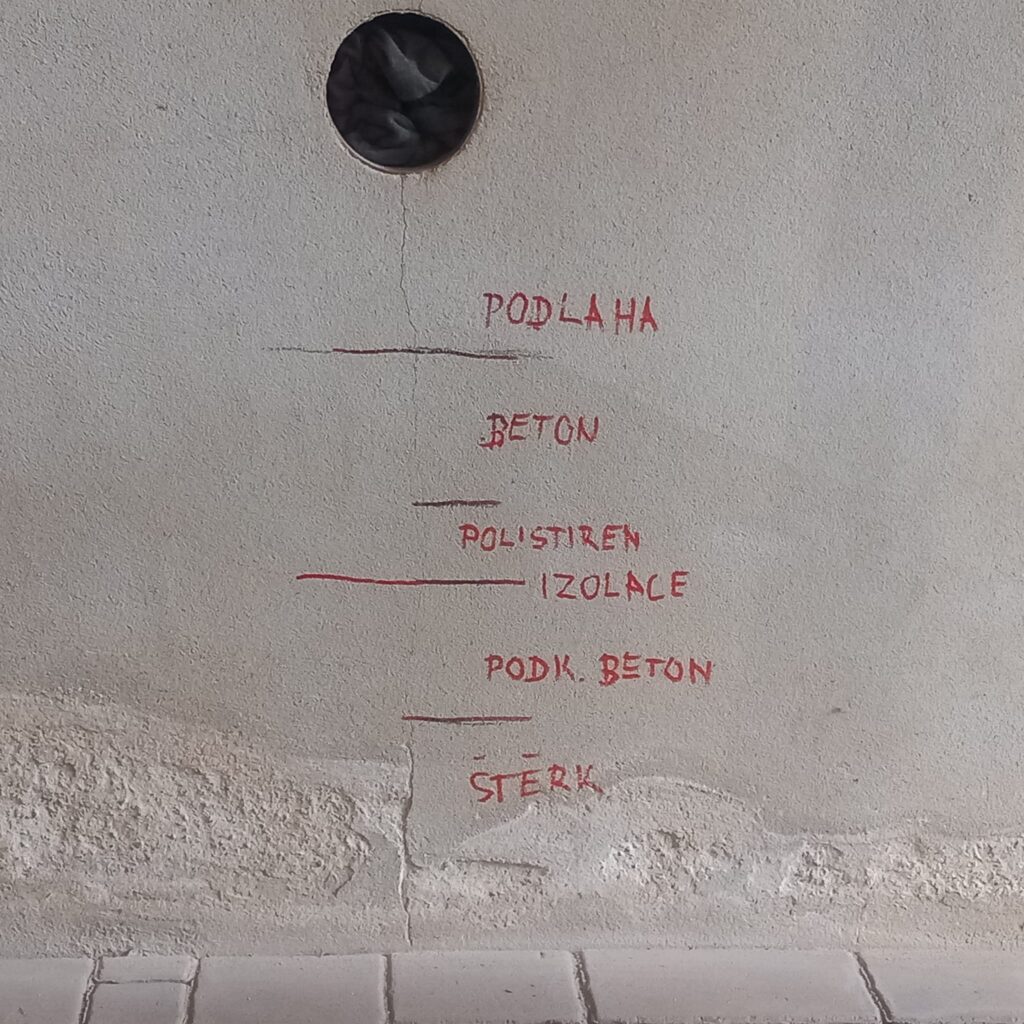 PODLAHA
BETON
POLISTIREN
IZOLACE
PODK. BETON
ŠTĚRK